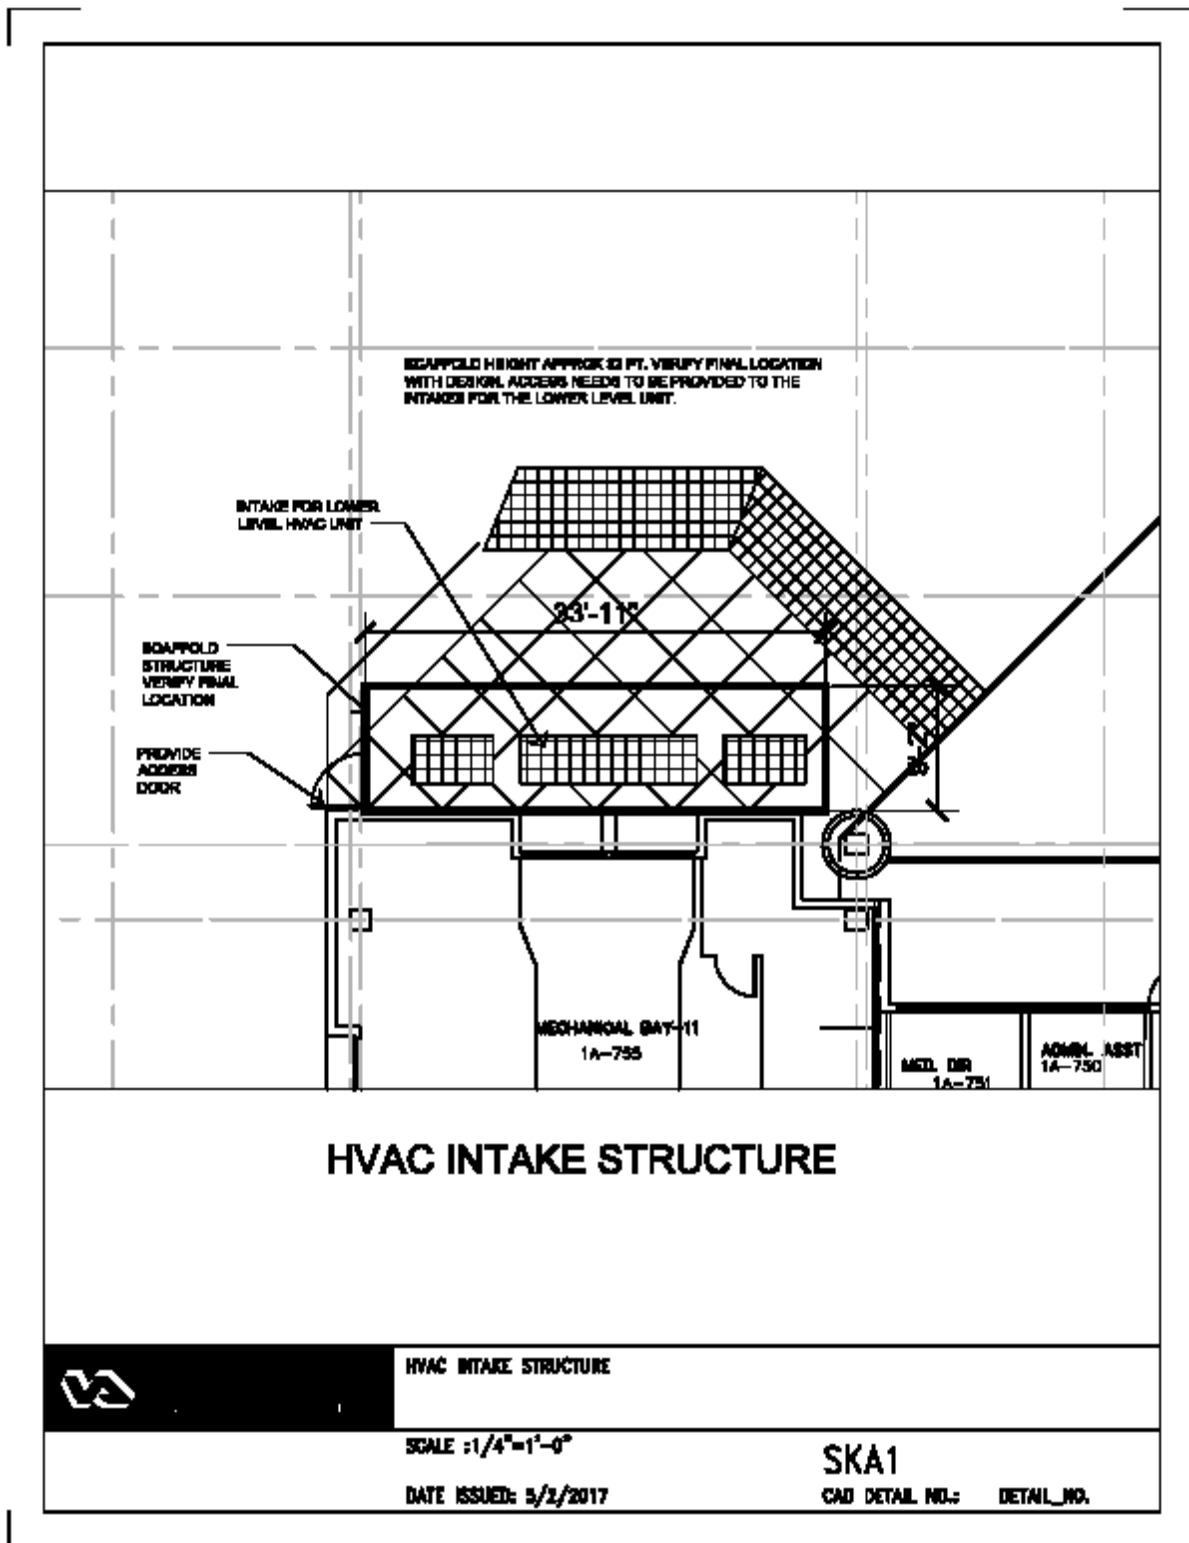 SCAFFOLD HEIGHT APPROX 12 FT. VERIFY FINAL LOCATION
WITH DESIGN. ACCESS NEEDS TO BE PROVIDED TO THE
INTAKES FOR THE LOWER LEVEL UNIT.
INTAKE FOR LOWER
LEVEL HVAC UNIT
33'-11"
SCAFFOLD
STRUCTURE
VERIFY FINAL
LOCATION
PROVIDE
ACCESS
DOOR
MECHANICAL BAY-11
1A-755
MED. DIR
1A-751
ADMIN. ASST
1A-750
HVAC INTAKE STRUCTURE
VA
HVAC INTAKE STRUCTURE
SCALE :1/4"=1'-0"
DATE ISSUED: 5/2/2017
SKA1
CAD DETAIL NO.: DETAIL_NO.